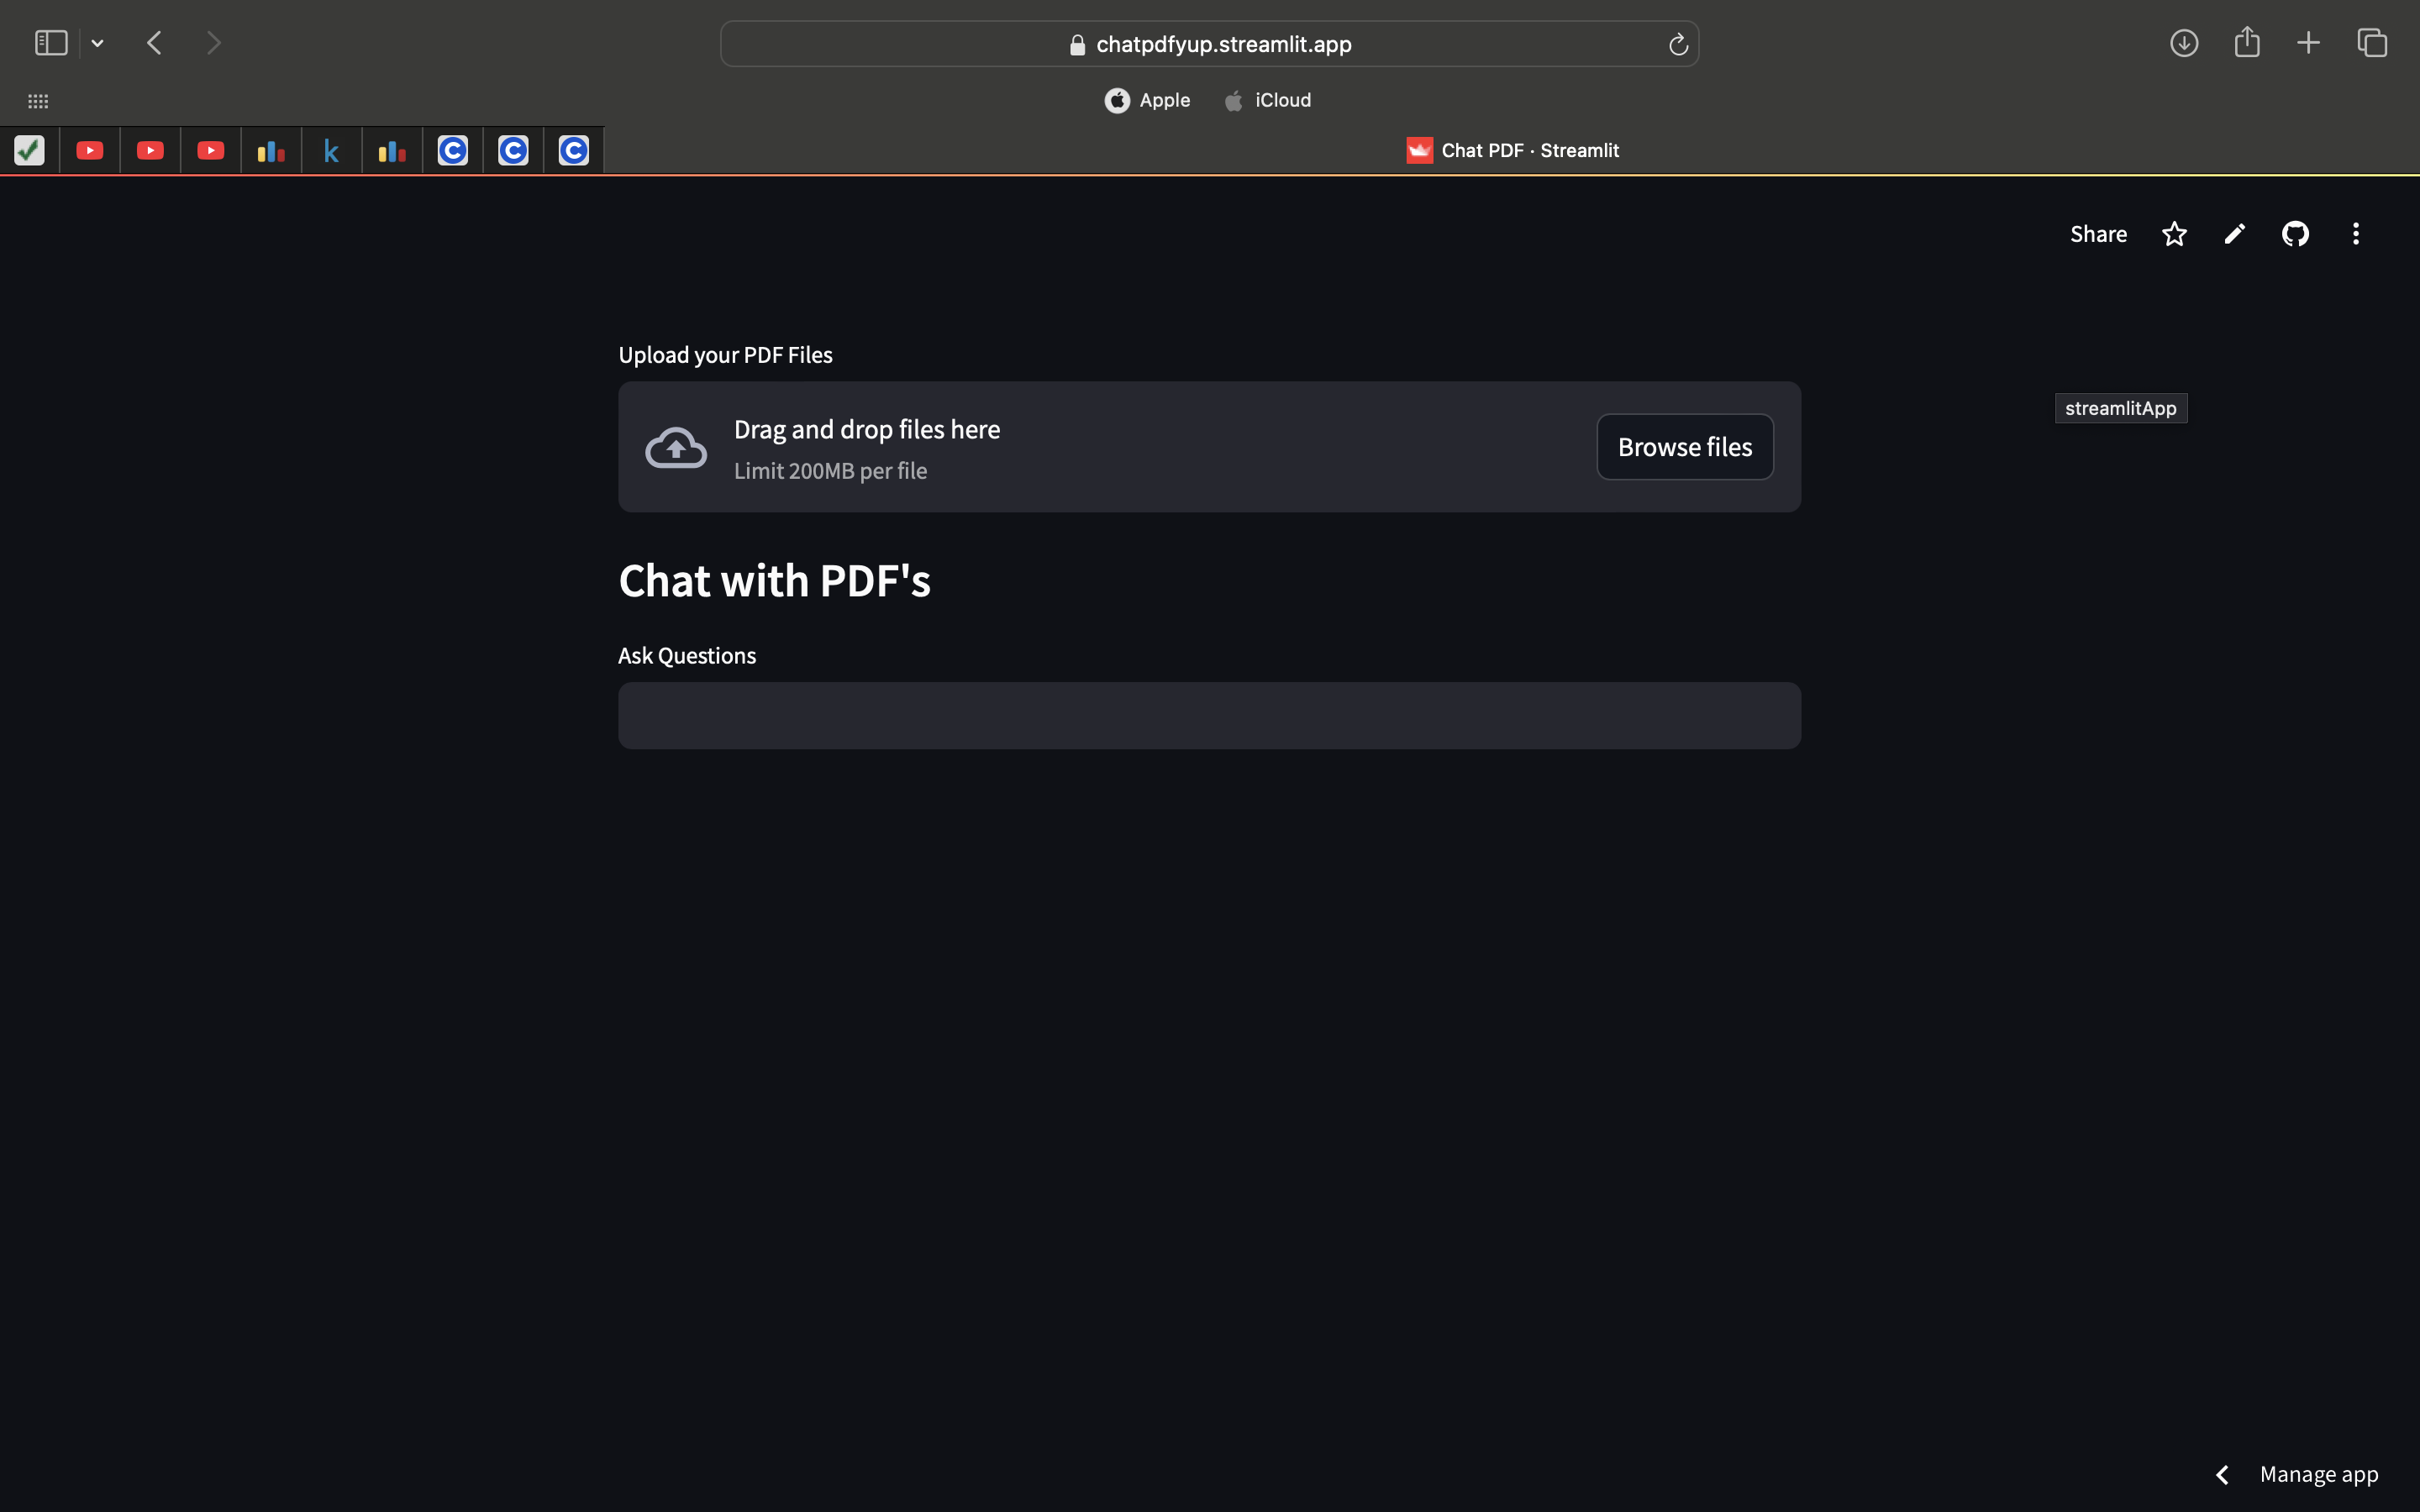 chatpdfyup.streamlit.app
Apple
iCloud
k
C
C
C
Chat PDF · Streamlit
Share
Upload your PDF Files
Drag and drop files here
Limit 200MB per file
Browse files
streamlitApp
Chat with PDF's
Ask Questions
Manage app